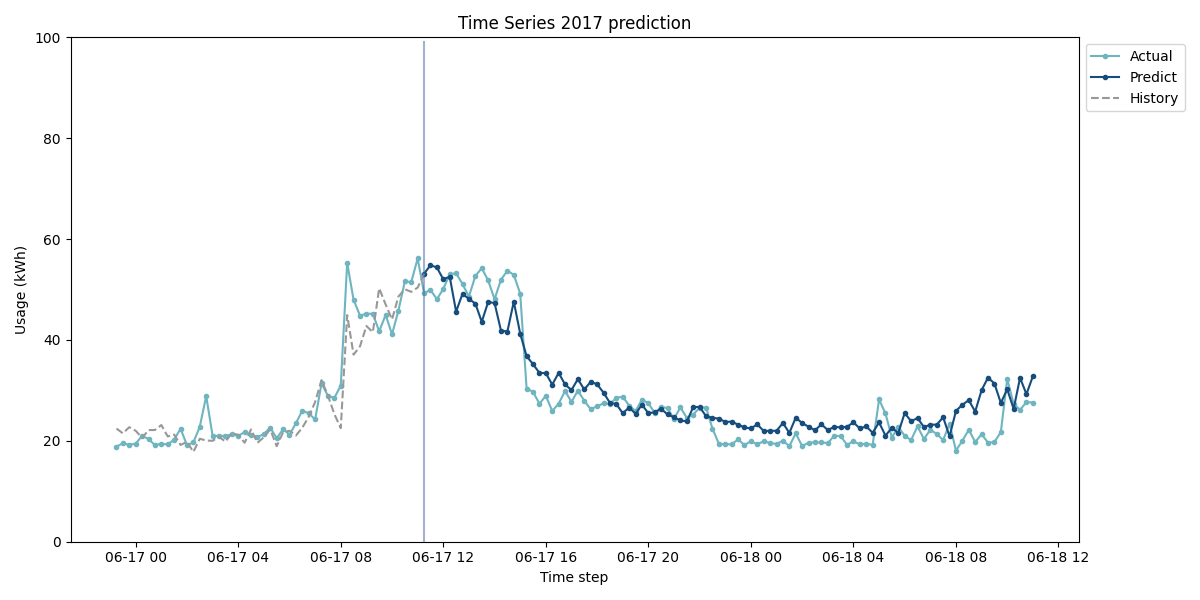 Time Series 2017 prediction
100
80
60
40
20
0
Usage (kWh)
06-17 00
06-17 04
06-17 08
06-17 12
06-17 16
06-17 20
06-18 00
06-18 04
06-18 08
06-18 12
Time step
Actual
Predict
History